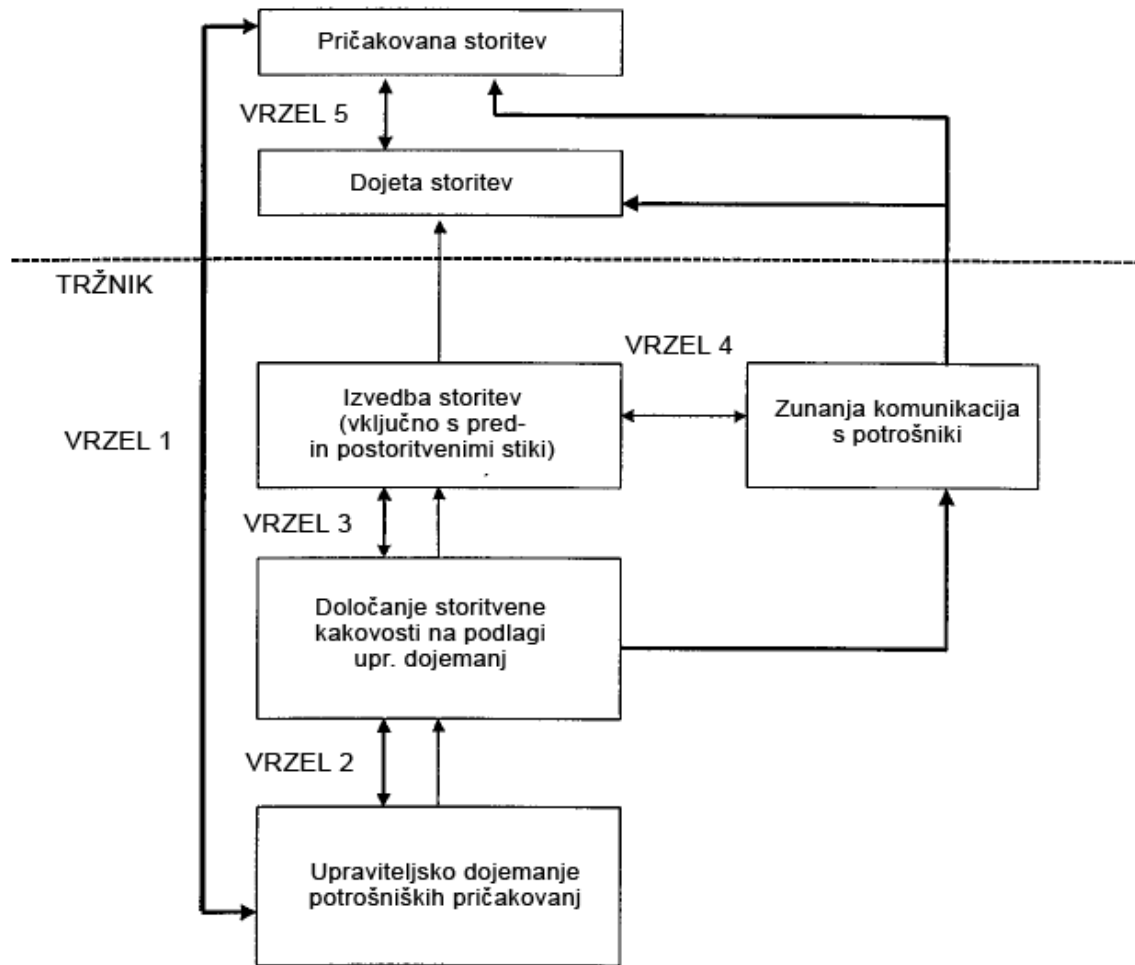 Pričakovana storitev
VRZEL 5
Dojeta storitev
TRŽNIK
VRZEL 4
Izvedba storitev
(vključno s pred-
in postoritvenimi stiki)
Zunanja komunikacija
s potrošniki
VRZEL 1
VRZEL 3
Določanje storitvene
kakovosti na podlagi
upr. dojemanj
VRZEL 2
Upraviteljsko dojemanje
potrošniških pričakovanj